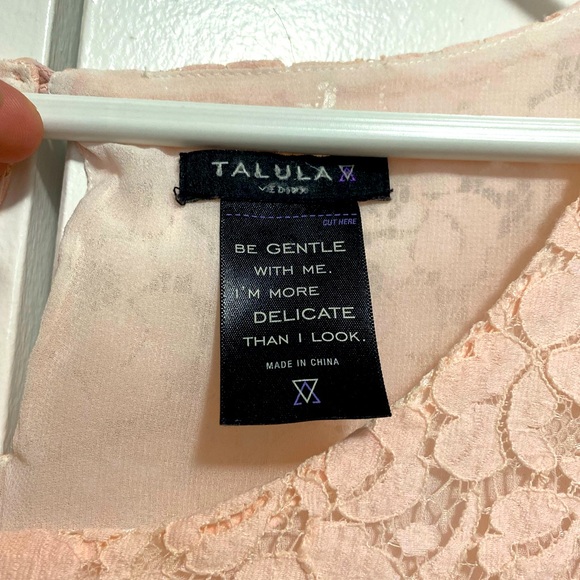 TALULA
CUT HERE
BE GENTLE
WITH ME.
I'M MORE
DELICATE
THAN I LOOK.
MADE IN CHINA